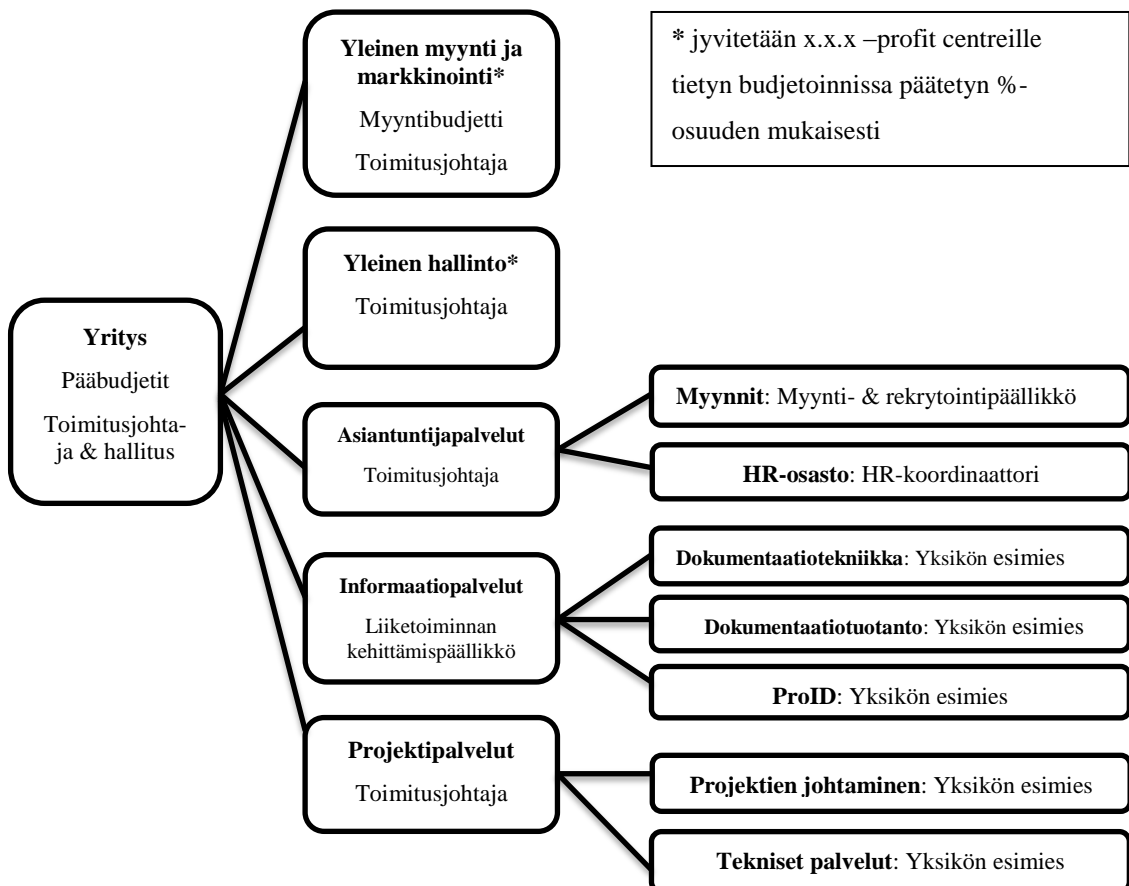 Yleinen myynti ja
markkinointi*
Myyntibudjetti
Toimitusjohtaja
* jyvitetään x.x.x –profit centreille
tietyn budjetoinnissa päätetyn %-
osuuden mukaisesti
Yleinen hallinto*
Toimitusjohtaja
Yritys
Pääbudjetit
Toimitusjohta-
ja & hallitus
Asiantuntijapalvelut
Toimitusjohtaja
Myynnit: Myynti- & rekrytointipäällikkö
HR-osasto: HR-koordinaattori
Informaatiopalvelut
Liiketoiminnan
kehittämispäällikkö
Dokumentaatiotekniikka: Yksikön esimies
Dokumentaatiotuotanto: Yksikön esimies
ProID: Yksikön esimies
Projektipalvelut
Toimitusjohtaja
Projektien johtaminen: Yksikön esimies
Tekniset palvelut: Yksikön esimies